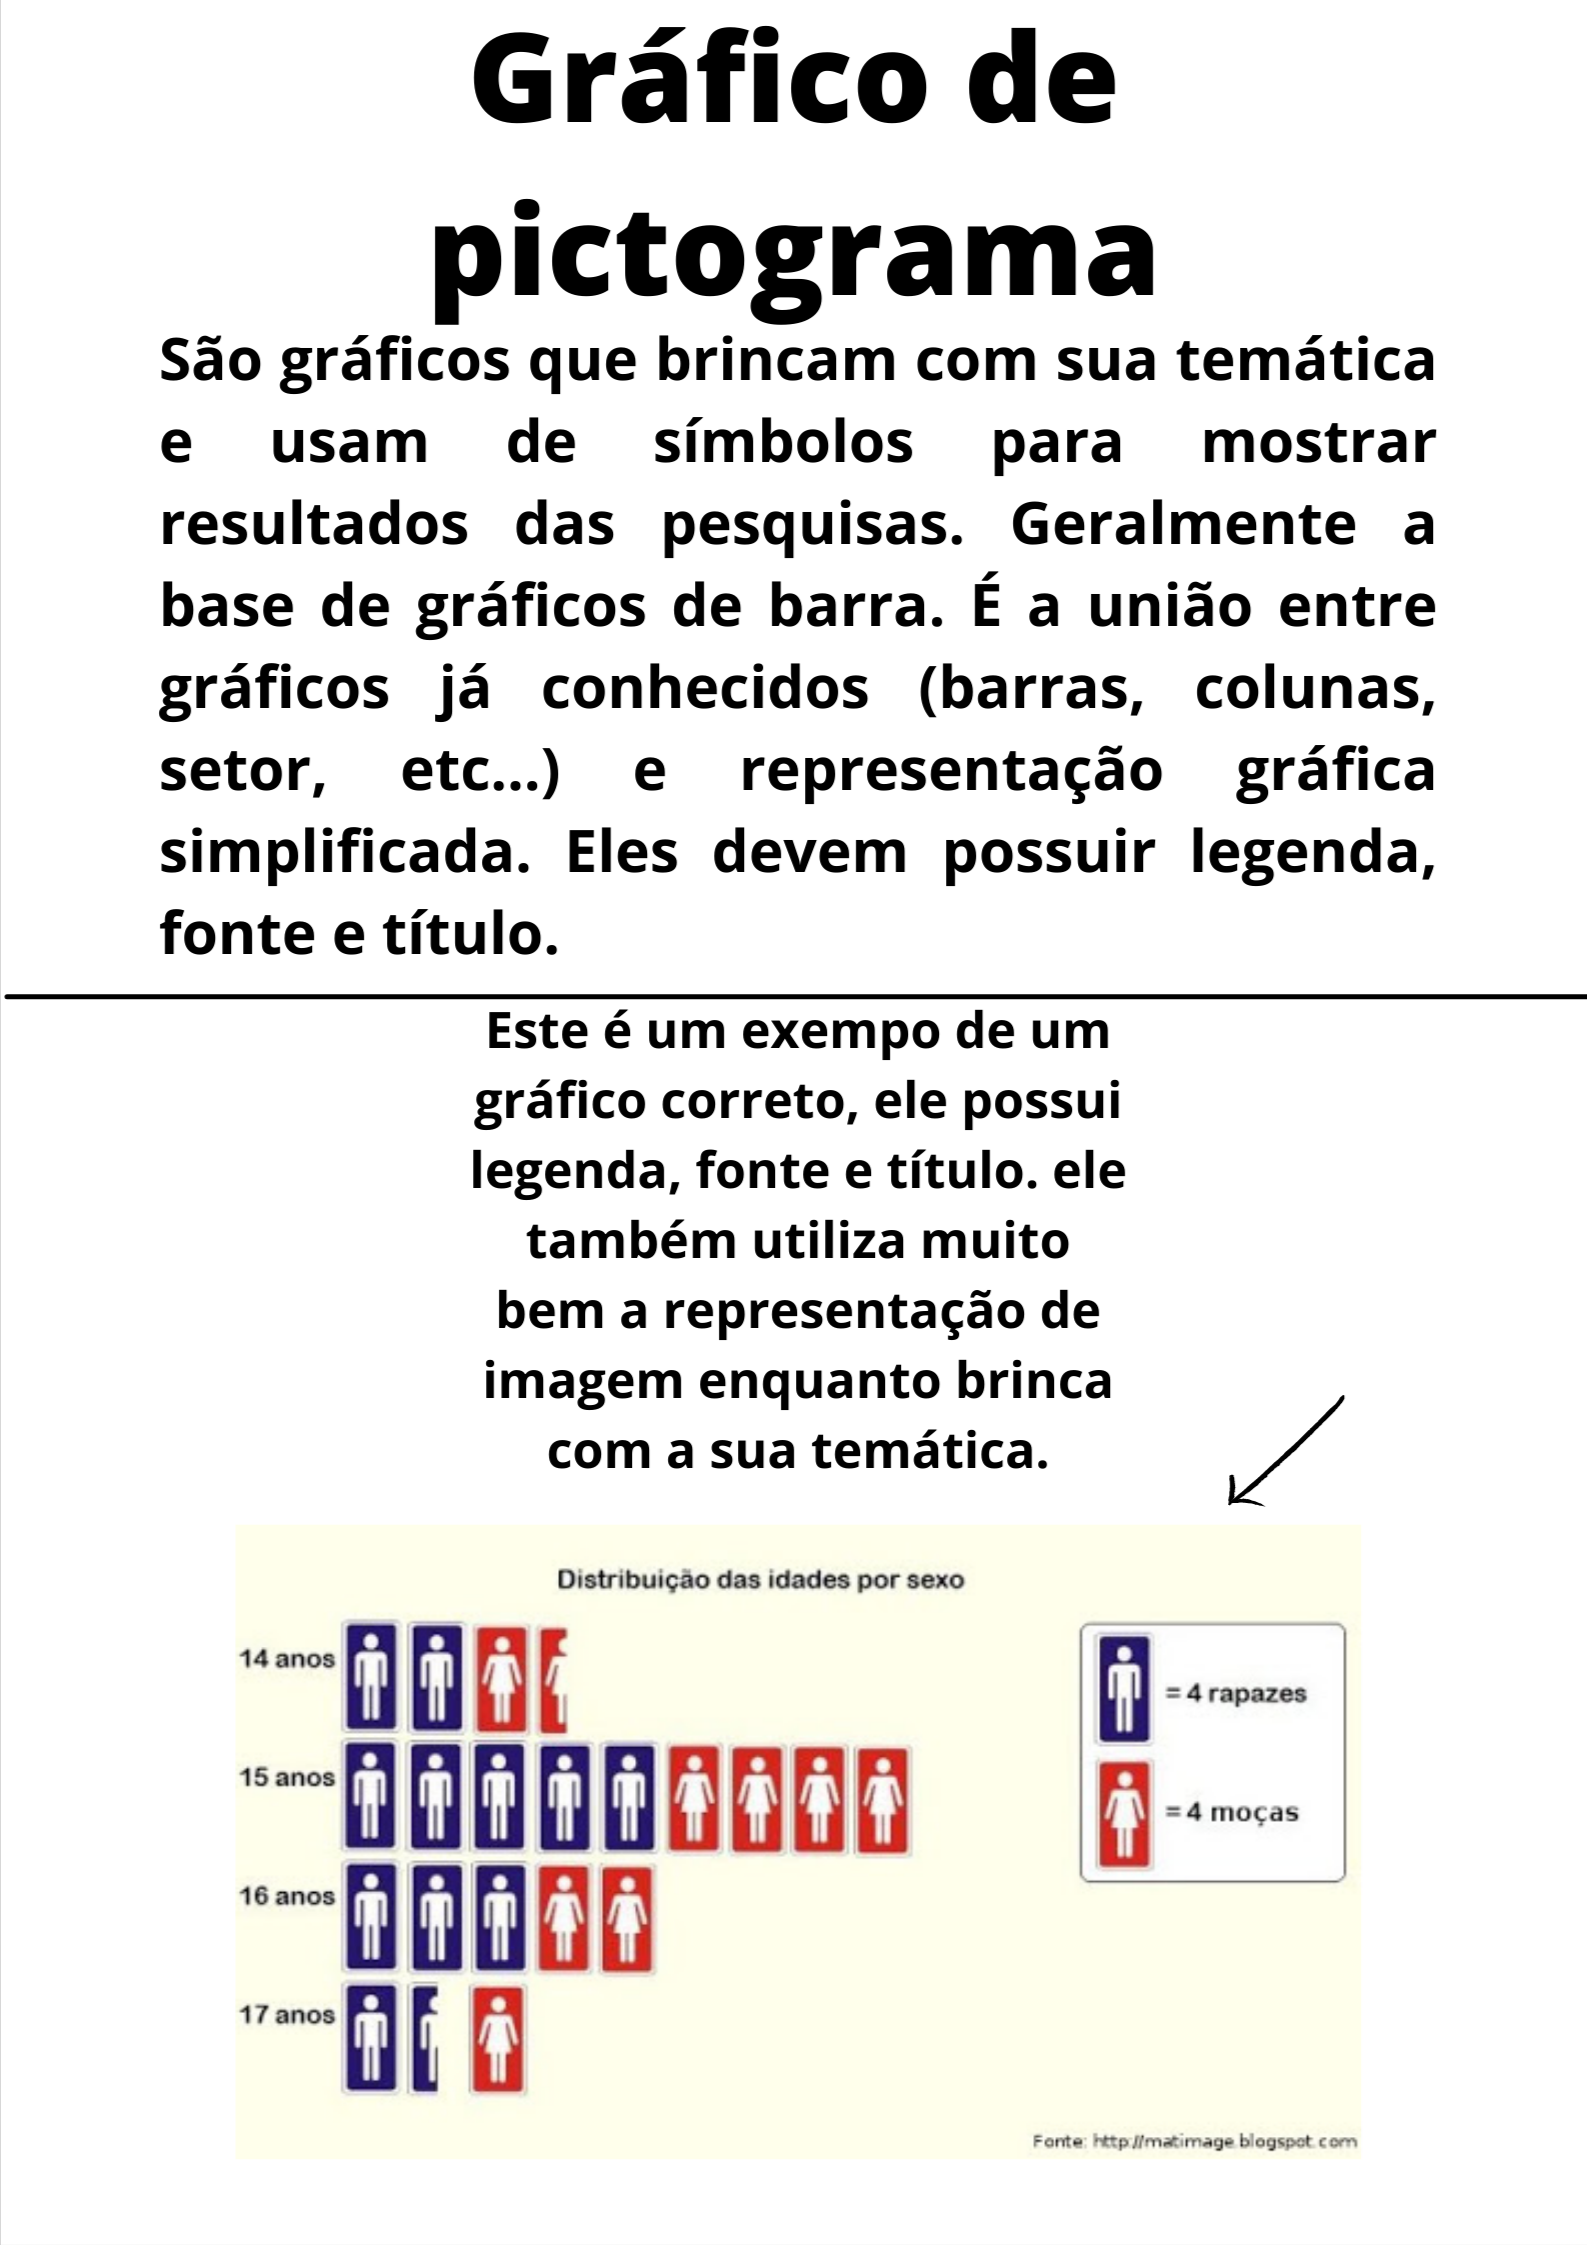 Gráfico de
pictograma
São gráficos que brincam com sua temática
e usam de símbolos para mostrar
resultados das pesquisas. Geralmente a
base de gráficos de barra. É a união entre
gráficos já conhecidos (barras, colunas,
setor, etc...) e representação gráfica
simplificada. Eles devem possuir legenda,
fonte e título.
Este é um exempo de um
gráfico correto, ele possui
legenda, fonte e título. ele
também utiliza muito
bem a representação de
imagem enquanto brinca
com a sua temática.
Distribuição das idades por sexo
14 anos
15 anos
16 anos
17 anos
= 4 rapazes
= 4 moças
Fonte: http://matimage.blogspot.com